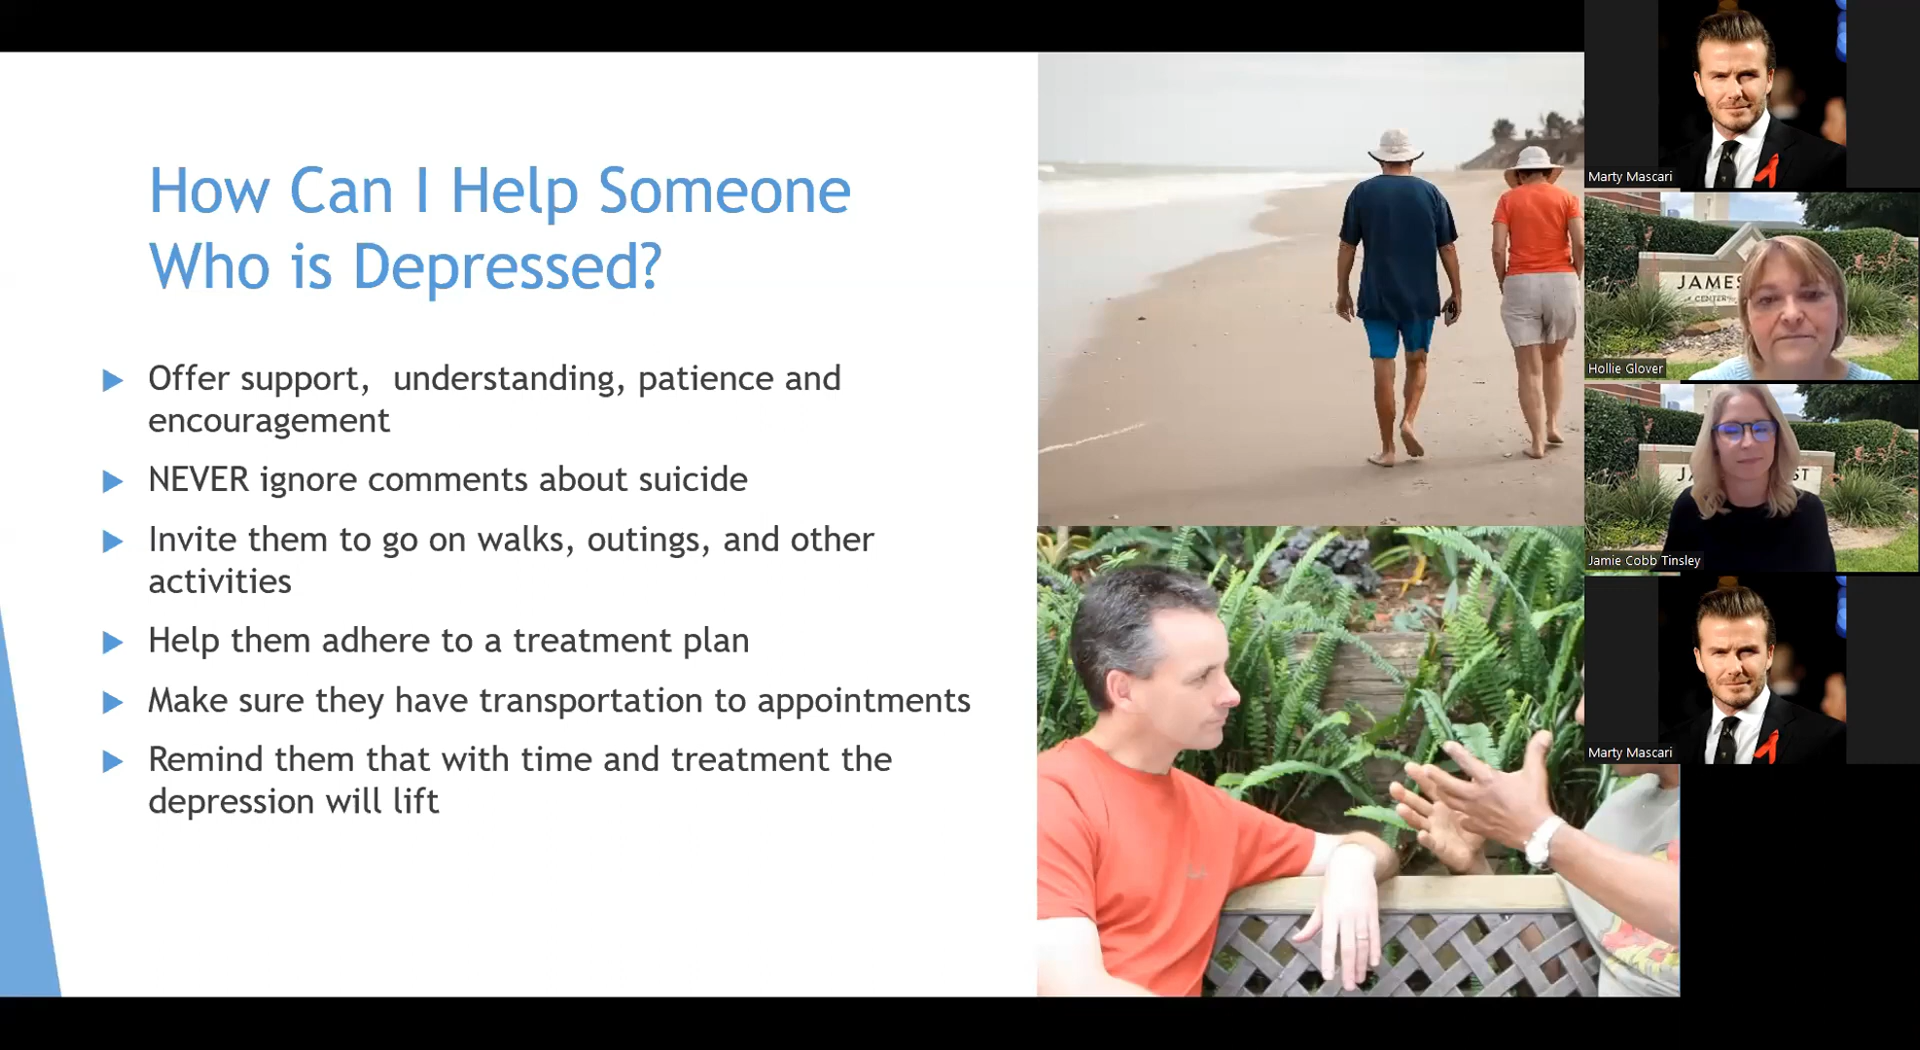 How Can I Help Someone
Who is Depressed?
Offer support, understanding, patience and
encouragement
NEVER ignore comments about suicide
Invite them to go on walks, outings, and other
activities
Help them adhere to a treatment plan
Make sure they have transportation to appointments
Remind them that with time and treatment the
depression will lift
Marty Mascari
JAMES
A CENTER
Hollie Glover
JA ST
Jamie Cobb Tinsley
Marty Mascari